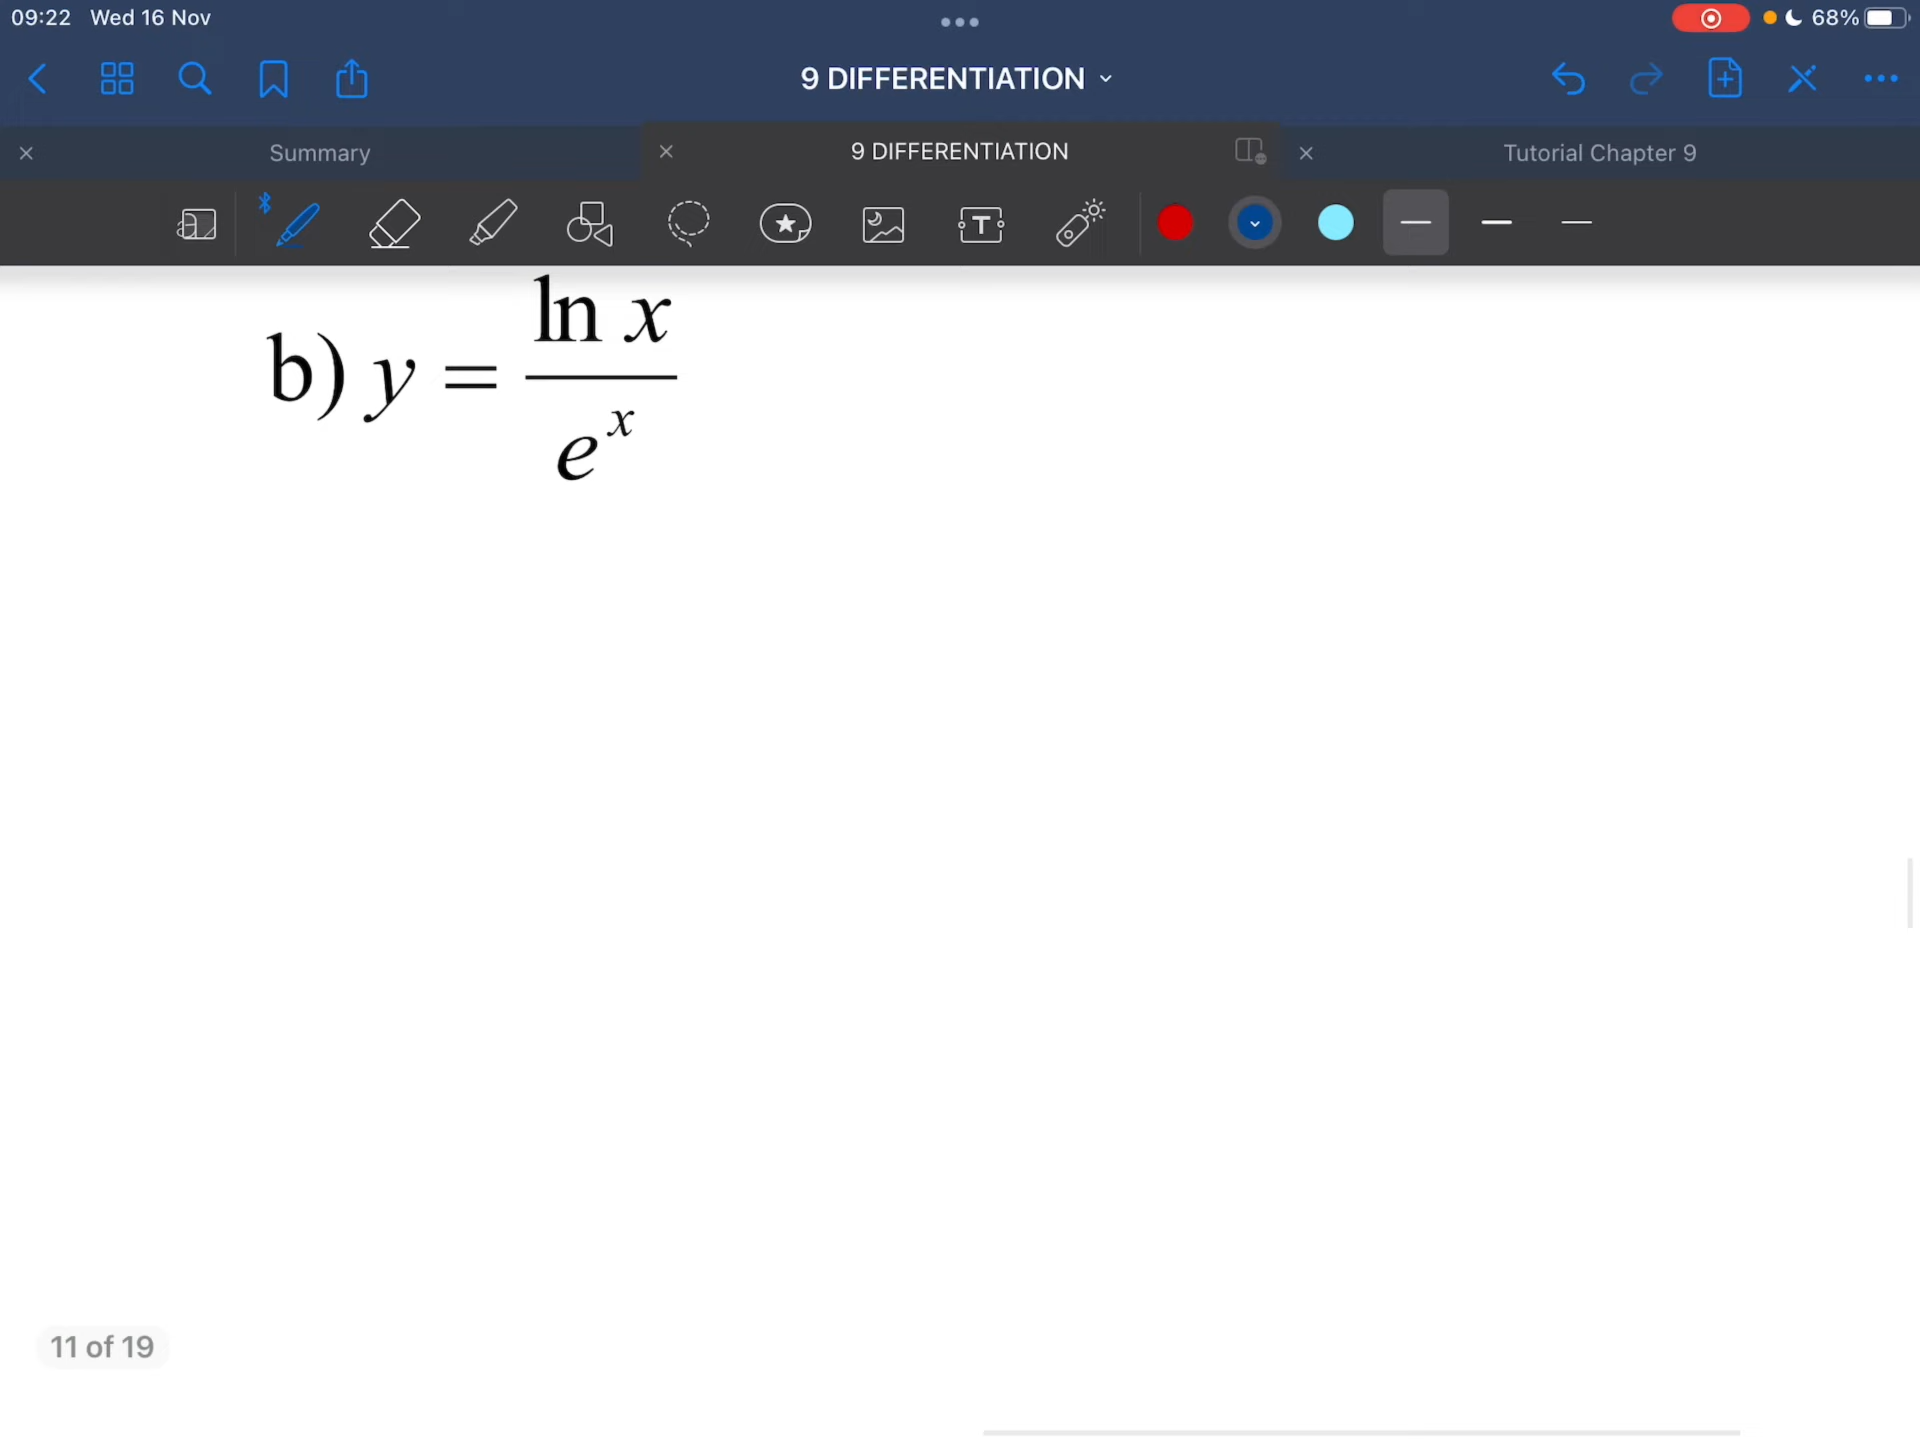 09:22 Wed 16 Nov 68%
9 DIFFERENTIATION
Summary 9 DIFFERENTIATION Tutorial Chapter 9
b) y = ln x / e^x
11 of 19